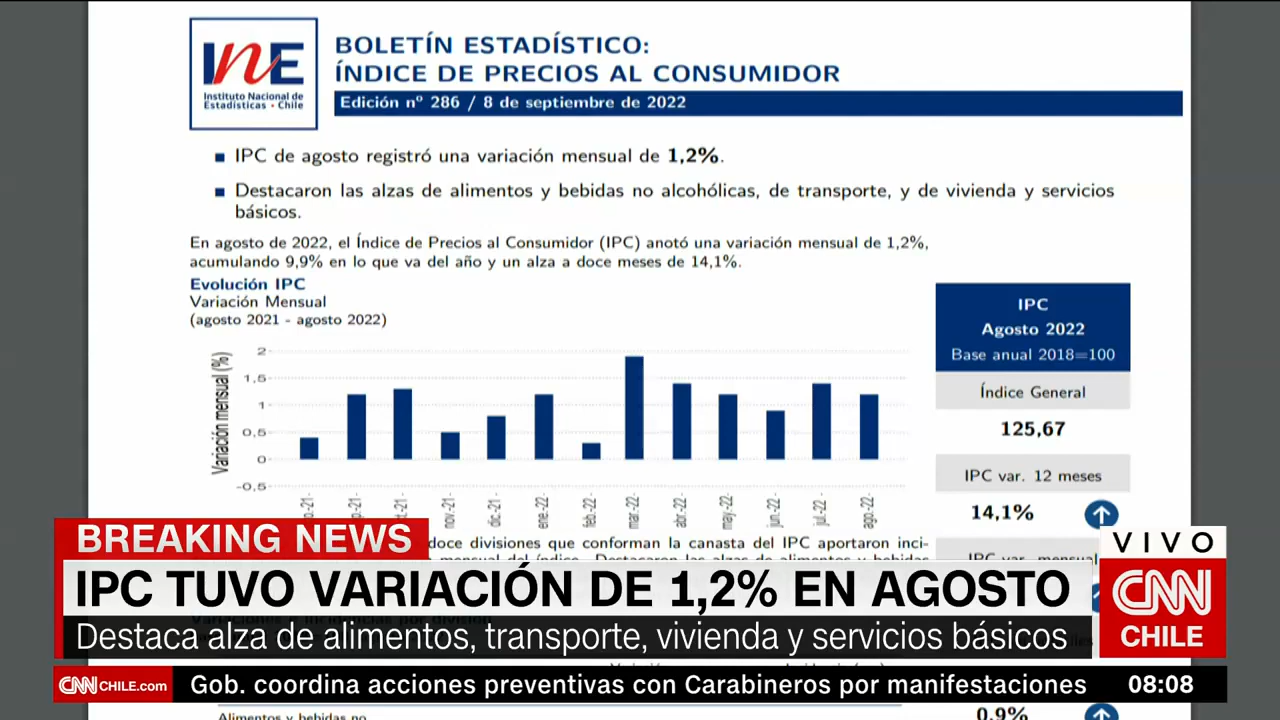 INE
Instituto Nacional de
Estadísticas • Chile
BOLETÍN ESTADÍSTICO:
ÍNDICE DE PRECIOS AL CONSUMIDOR
Edición nº 286 / 8 de septiembre de 2022
IPC de agosto registró una variación mensual de 1,2%.
Destacaron las alzas de alimentos y bebidas no alcohólicas, de transporte, y de vivienda y servicios
básicos.
En agosto de 2022, el Índice de Precios al Consumidor (IPC) anotó una variación mensual de 1,2%,
acumulando 9,9% en lo que va del año y un alza a doce meses de 14,1%.
Evolución IPC
Variación Mensual
(agosto 2021 - agosto 2022)
Variación mensual (%)
2
1,5
1
0,5
0
-0,5
nov.-21
dic.-21
ene.-22
feb.-22
mar.-22
abr.-22
may.-22
jun.-22
jul.-22
ago.-22
IPC
Agosto 2022
Base anual 2018=100
Índice General
125,67
IPC var. 12 meses
14,1%
IPC var. mensual
doce divisiones que conforman la canasta del IPC aportaron inci-
BREAKING NEWS
IPC TUVO VARIACIÓN DE 1,2% EN AGOSTO
Destaca alza de alimentos, transporte, vivienda y servicios básicos
VIVO
CNN
CHILE
CNNCHILE.com
Gob. coordina acciones preventivas con Carabineros por manifestaciones
08:08
Alimentos y bebidas no
0,9%